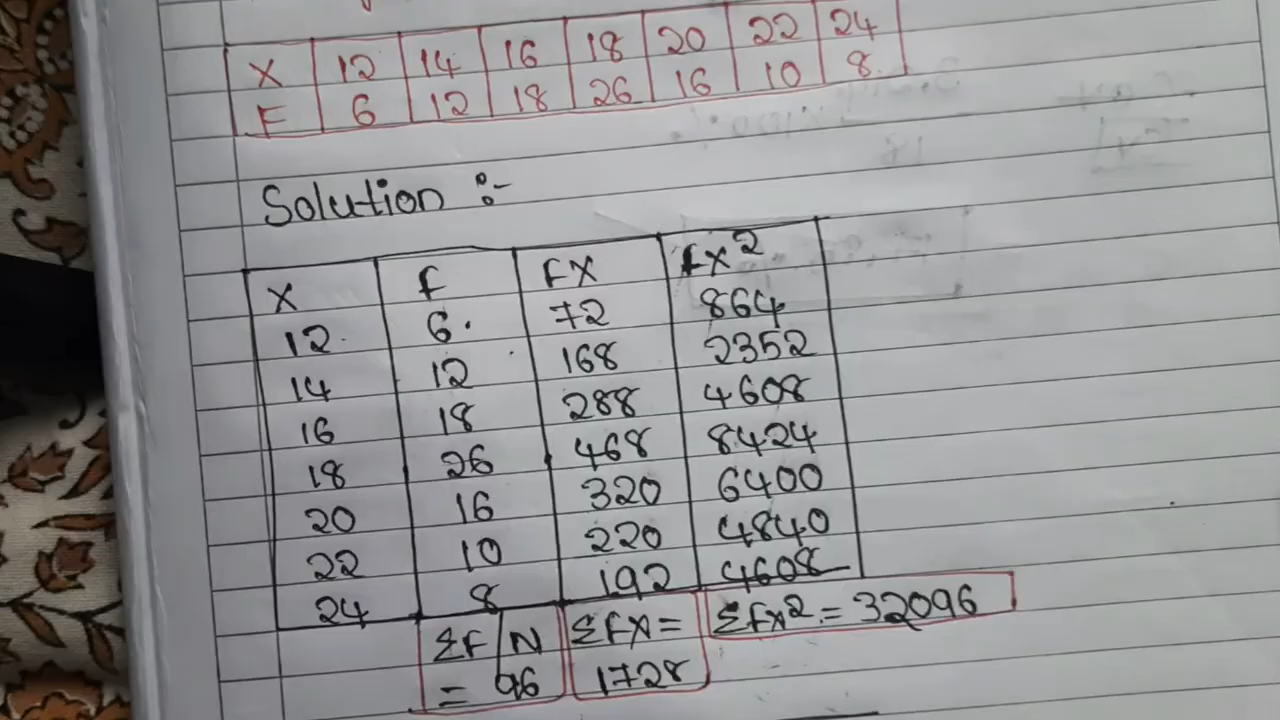 X 12 14 16 18 20 22 24
F 6 12 18 26 16 10 8
Solution :-
X F FX FX2
12 6 72 864
14 12 168 2352
16 18 288 4608
18 26 468 8424
20 16 320 6400
22 10 220 4840
24 8 192 4608
ΣF/N = 96 ΣFX = 1728 ΣFX2 = 32096